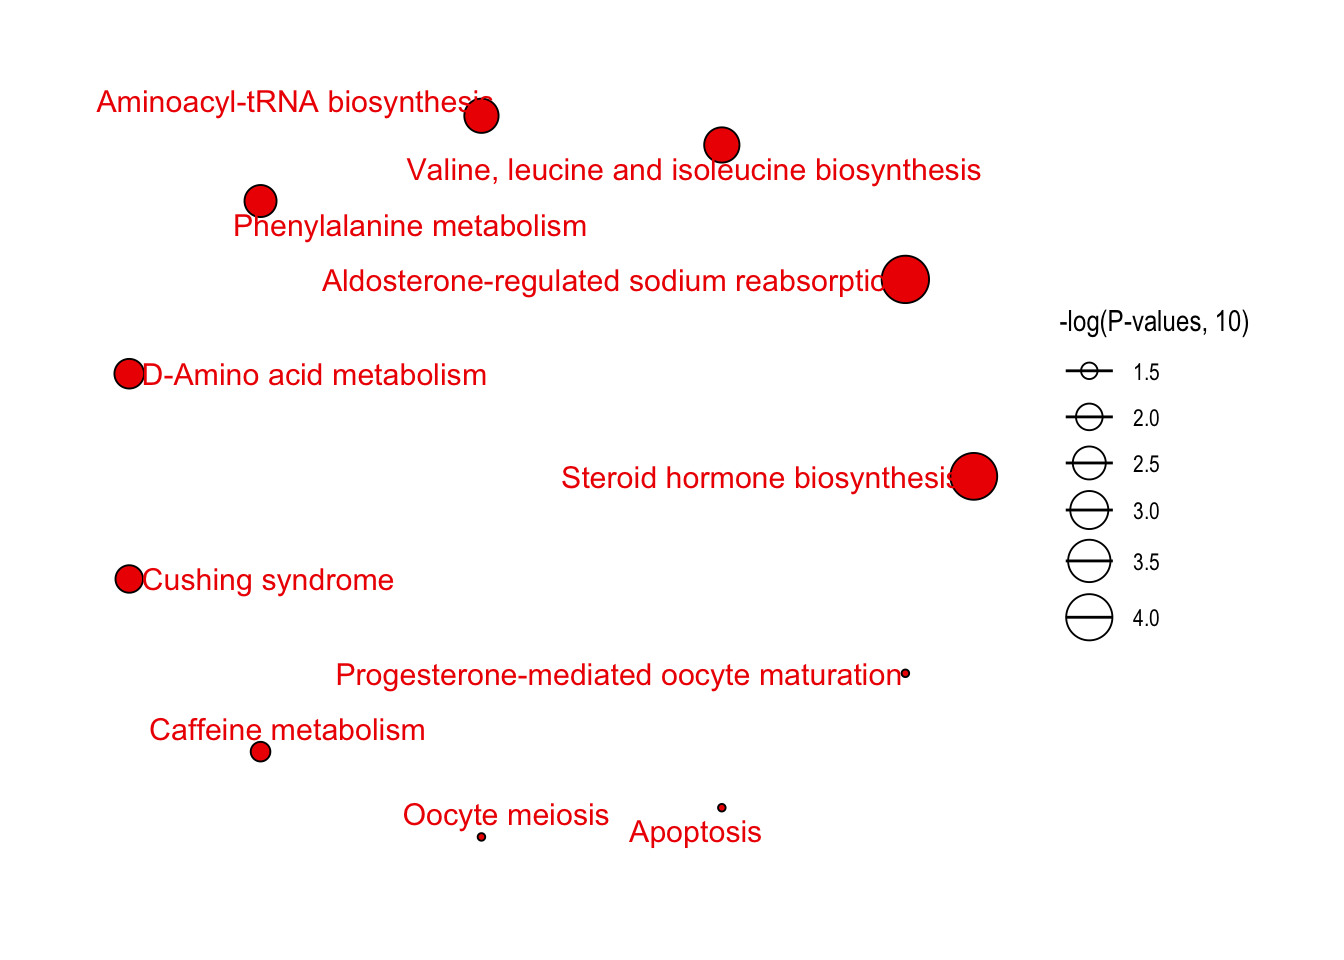 Aminoacyl-tRNA biosynthesis
Valine, leucine and isoleucine biosynthesis
Phenylalanine metabolism
Aldosterone-regulated sodium reabsorption
D-Amino acid metabolism
Steroid hormone biosynthesis
Cushing syndrome
Progesterone-mediated oocyte maturation
Caffeine metabolism
Oocyte meiosis
Apoptosis
-log(P-values, 10)
1.5
2.0
2.5
3.0
3.5
4.0